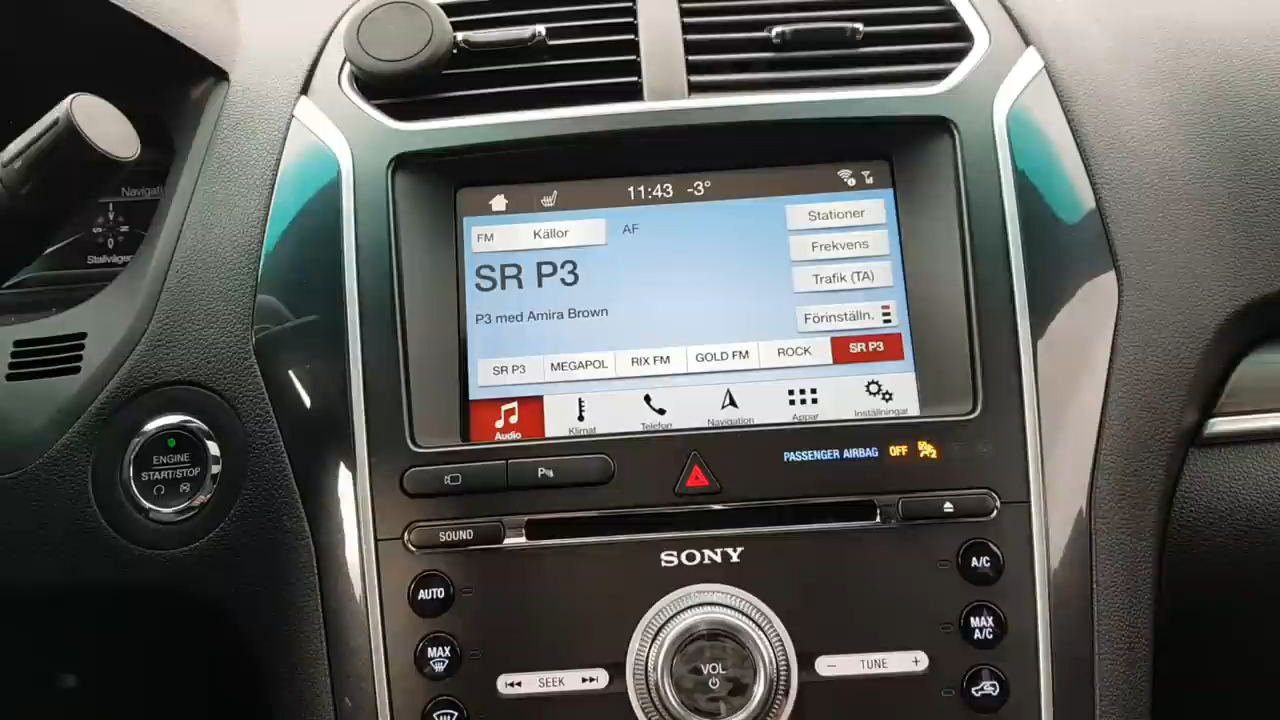 Navigati
Stallvägen
11:43 -3°
FM Källor
AF
Stationer
SR P3
Frekvens
Trafik (TA)
P3 med Amira Brown
Förinställn.
SR P3
MEGAPOL
RIX FM
GOLD FM
ROCK
SR P3
Audio
Klimat
Telefon
Navigation
Appar
Inställningar
PASSENGER AIRBAG OFF
ENGINE
START/STOP
SOUND
SONY
AUTO
A/C
MAX
MAX
A/C
SEEK
VOL
− TUNE +